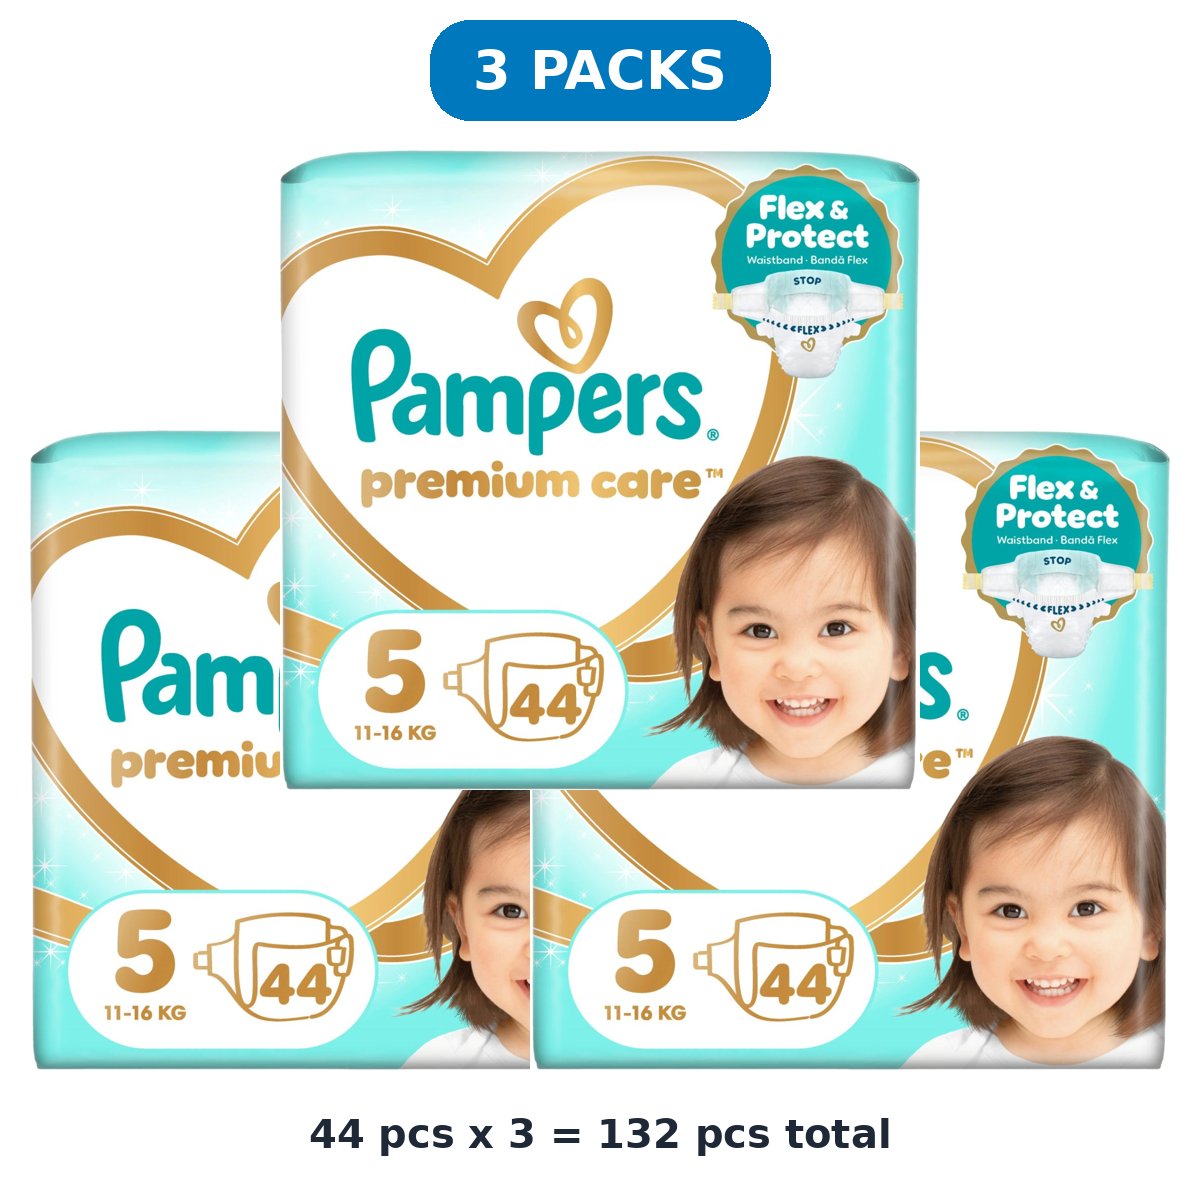 3 PACKS
Flex &
Protect
Waistband · Bandă Flex
STOP
FLEX
Pampers®
premium care™
5
44
11-16 KG
Pam
premiu
5
44
11-16 KG
Flex &
Protect
Waistband · Bandă Flex
STOP
FLEX
s®
e™
5
44
11-16 KG
44 pcs x 3 = 132 pcs total